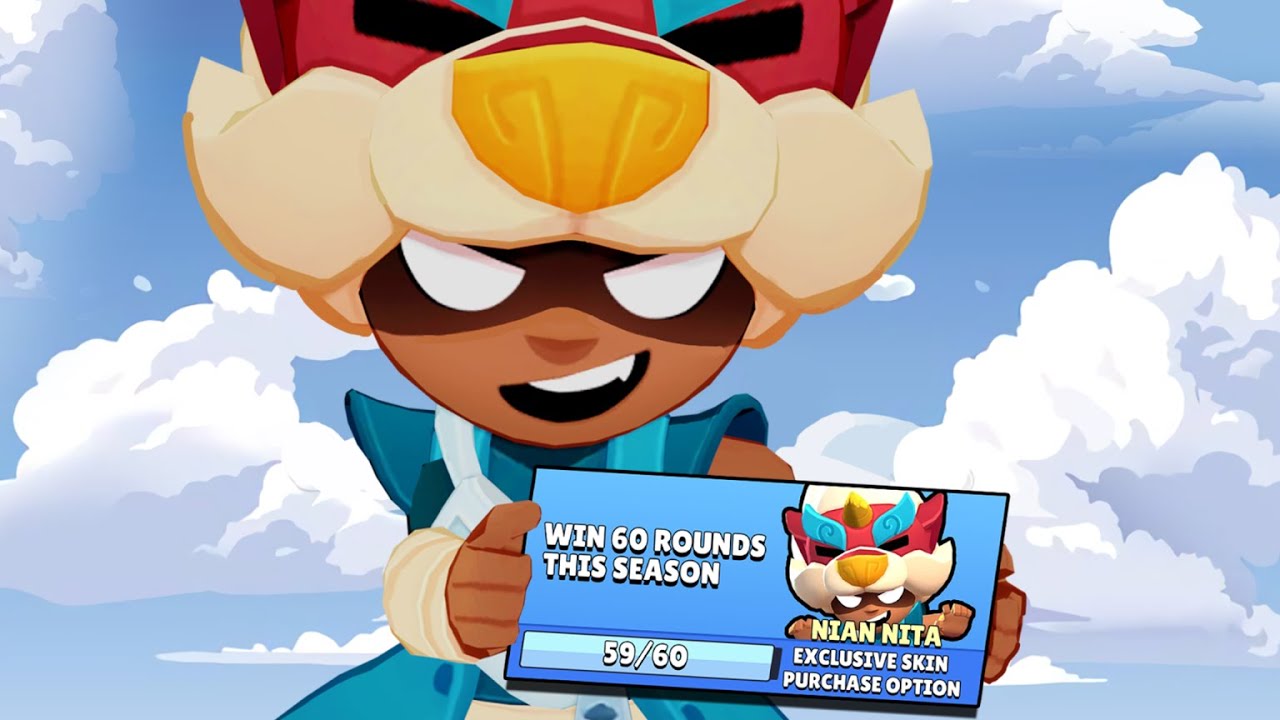 WIN 60 ROUNDS
THIS SEASON
59/60
NIAN NITA
EXCLUSIVE SKIN
PURCHASE OPTION